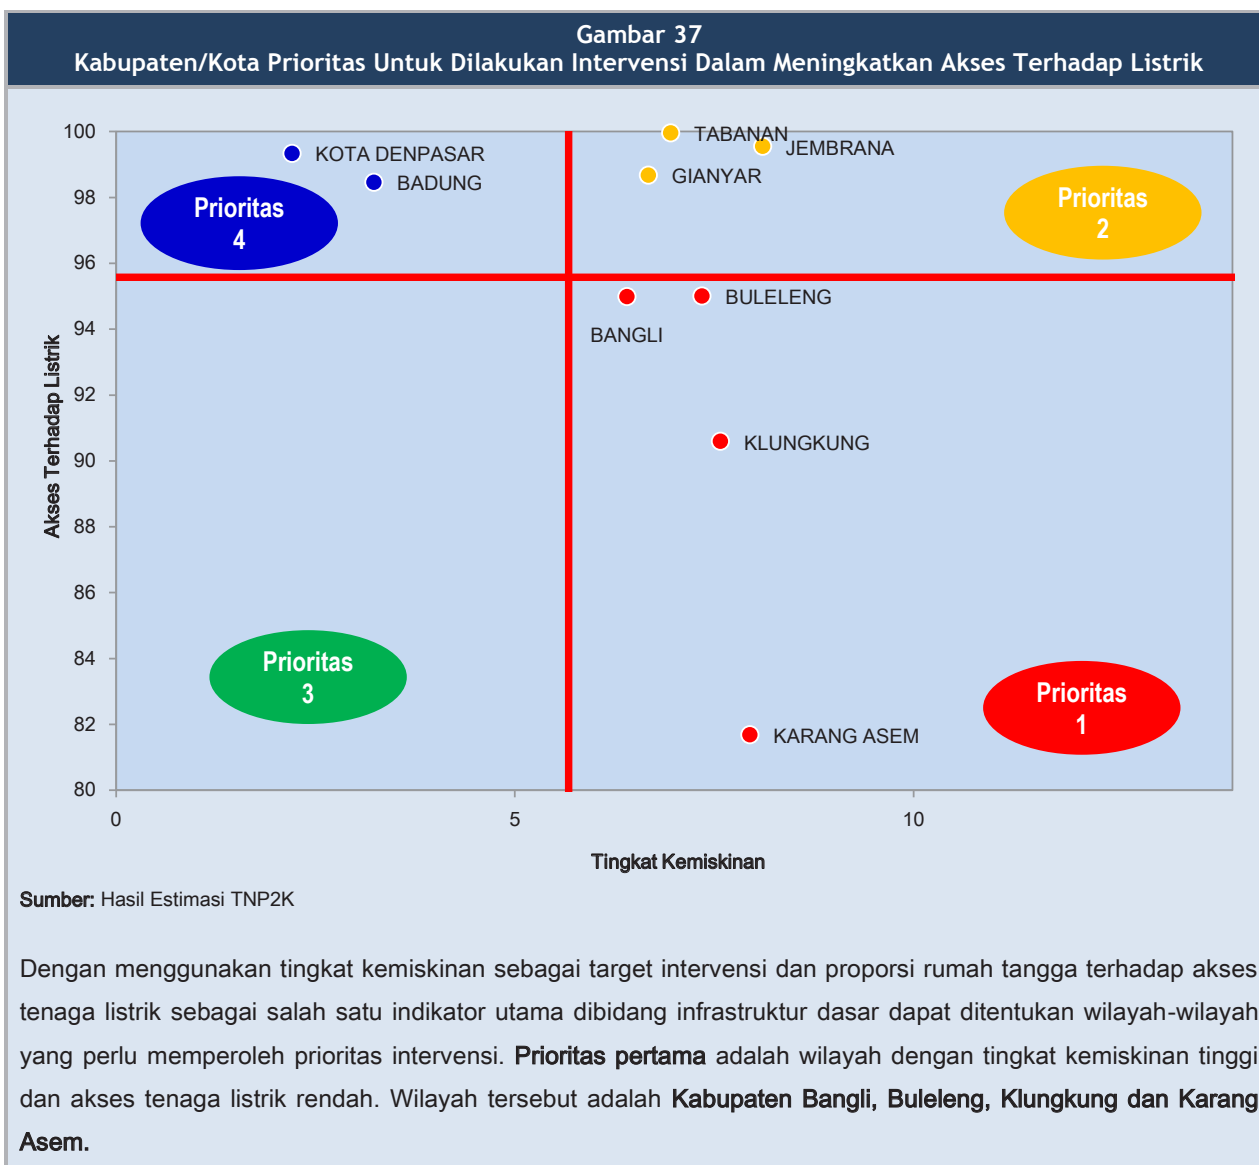 Gambar 37
Kabupaten/Kota Prioritas Untuk Dilakukan Intervensi Dalam Meningkatkan Akses Terhadap Listrik
100
98
96
94
92
90
88
86
84
82
80
Akses Terhadap Listrik
KOTA DENPASAR
BADUNG
TABANAN
JEMBRANA
GIANYAR
Prioritas
4
Prioritas
2
BULELENG
BANGLI
KLUNGKUNG
Prioritas
3
Prioritas
1
KARANG ASEM
0
5
10
Tingkat Kemiskinan
Sumber: Hasil Estimasi TNP2K
Dengan menggunakan tingkat kemiskinan sebagai target intervensi dan proporsi rumah tangga terhadap akses
tenaga listrik sebagai salah satu indikator utama dibidang infrastruktur dasar dapat ditentukan wilayah-wilayah
yang perlu memperoleh prioritas intervensi. Prioritas pertama adalah wilayah dengan tingkat kemiskinan tinggi
dan akses tenaga listrik rendah. Wilayah tersebut adalah Kabupaten Bangli, Buleleng, Klungkung dan Karang
Asem.